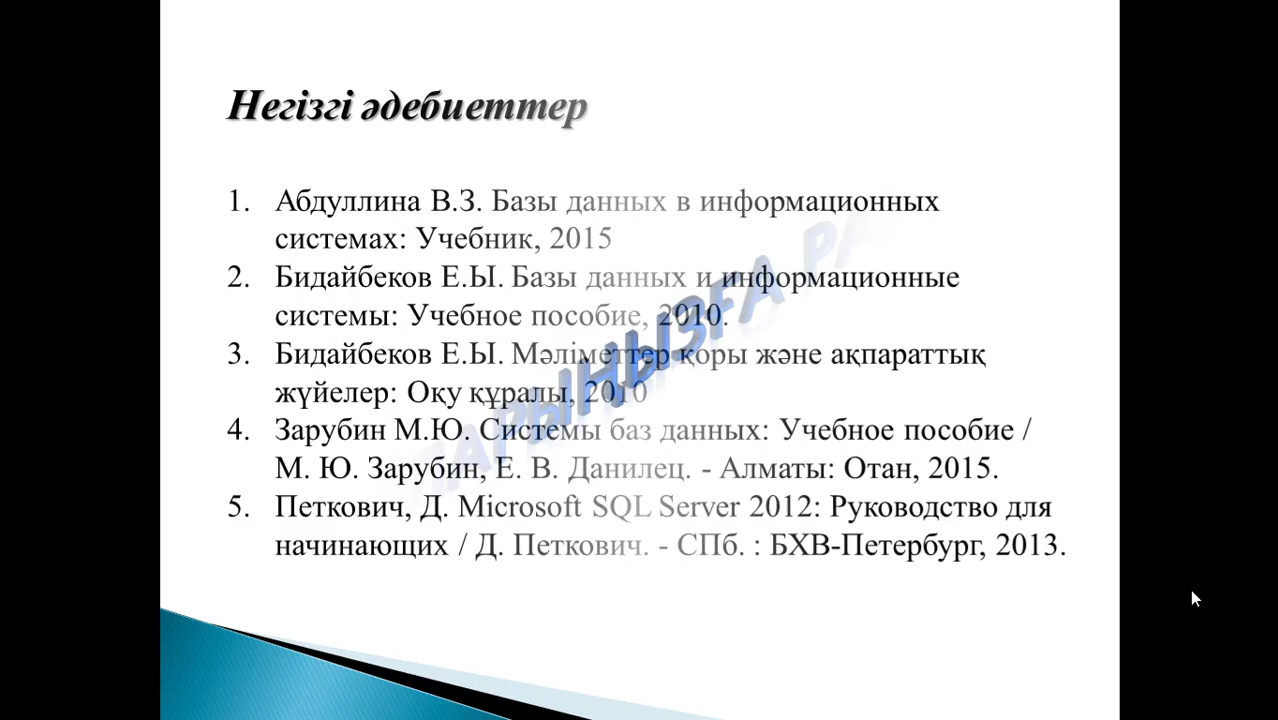 Негізгі әдебиеттер
1. Абдуллина В.З. Базы данных в информационных
системах: Учебник, 2015
2. Бидайбеков Е.Ы. Базы данных и информационные
системы: Учебное пособие, 2010.
3. Бидайбеков Е.Ы. Мәліметтер қоры және ақпараттық
жүйелер: Оқу құралы, 2010
4. Зарубин М.Ю. Системы баз данных: Учебное пособие /
М. Ю. Зарубин, Е. В. Данилец. - Алматы: Отан, 2015.
5. Петкович, Д. Microsoft SQL Server 2012: Руководство для
начинающих / Д. Петкович. - СПб. : БХВ-Петербург, 2013.